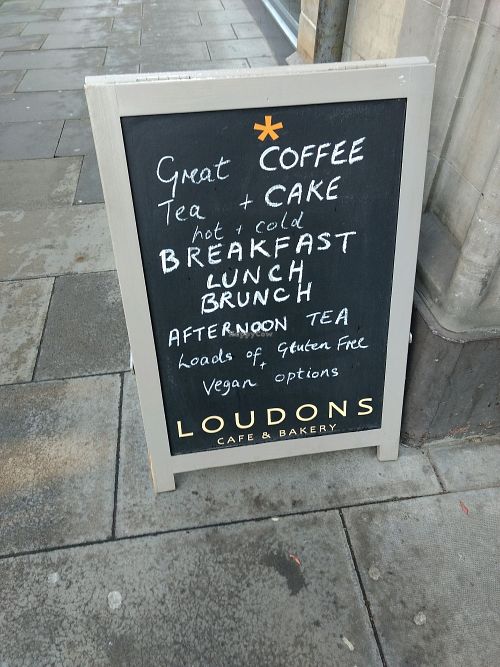 *
Great COFFEE
Tea + CAKE
hot + cold
BREAKFAST
LUNCH
BRUNCH
AFTERNOON TEA
Loads of Gluten Free
+
Vegan options
LOUDONS
CAFE & BAKERY